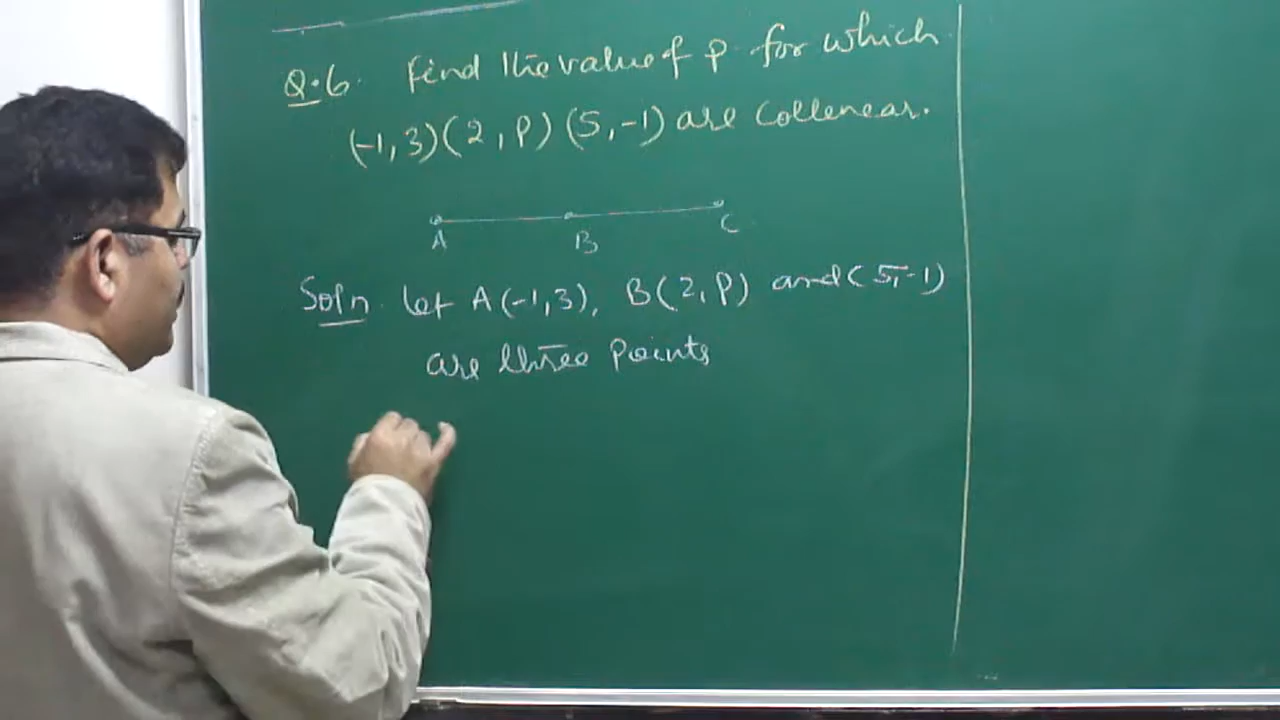 Q.6. Find the value of P for which
(-1, 3) (2, P) (5, -1) are Collenear.
A B C
Soln. Let A(-1, 3), B(2, P) and (5, -1)
are three points